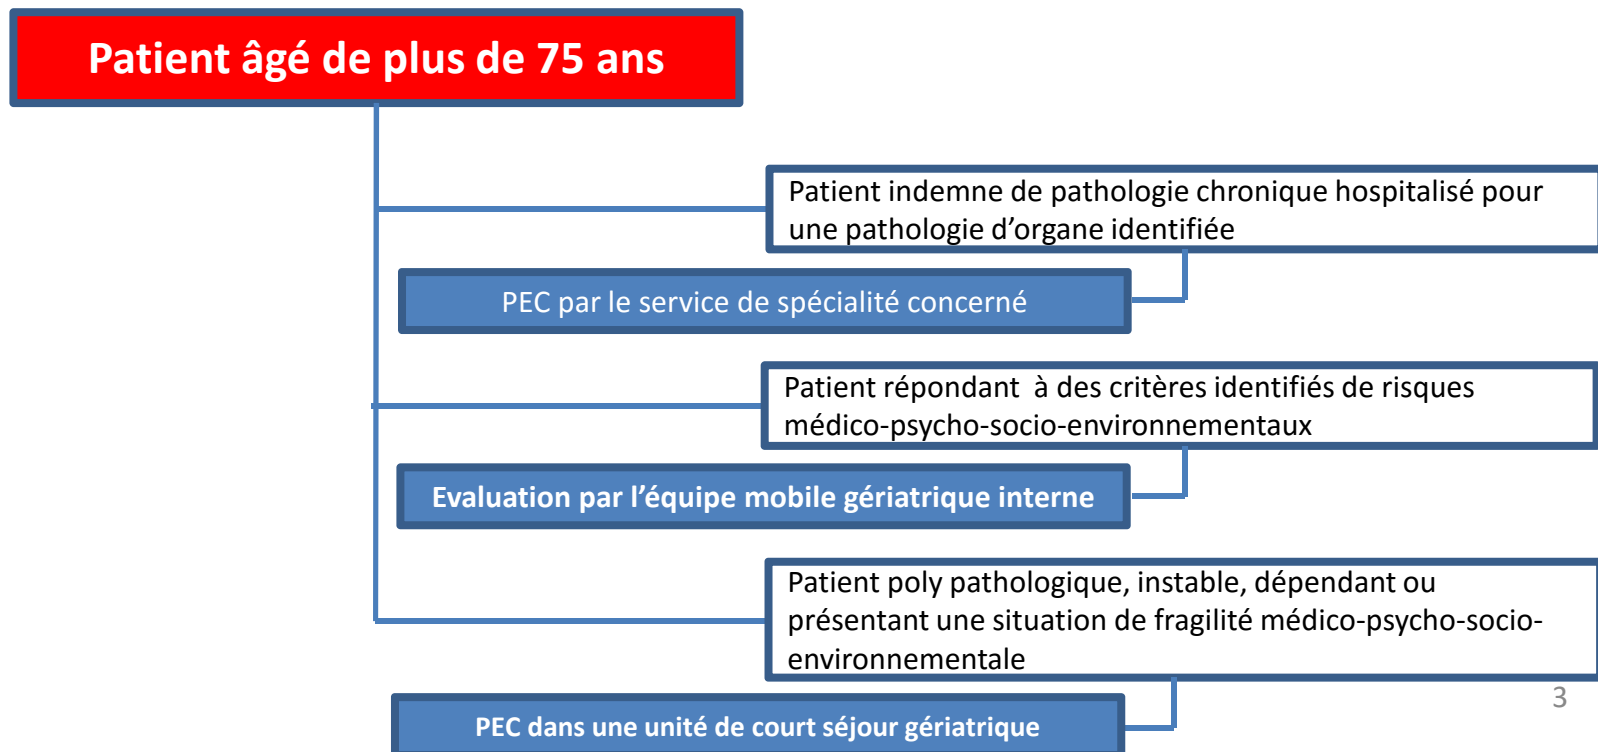 Patient âgé de plus de 75 ans
Patient indemne de pathologie chronique hospitalisé pour
une pathologie d’organe identifiée
PEC par le service de spécialité concerné
Patient répondant à des critères identifiés de risques
médico-psycho-socio-environnementaux
Evaluation par l’équipe mobile gériatrique interne
Patient poly pathologique, instable, dépendant ou
présentant une situation de fragilité médico-psycho-socio-
environnementale
3
PEC dans une unité de court séjour gériatrique